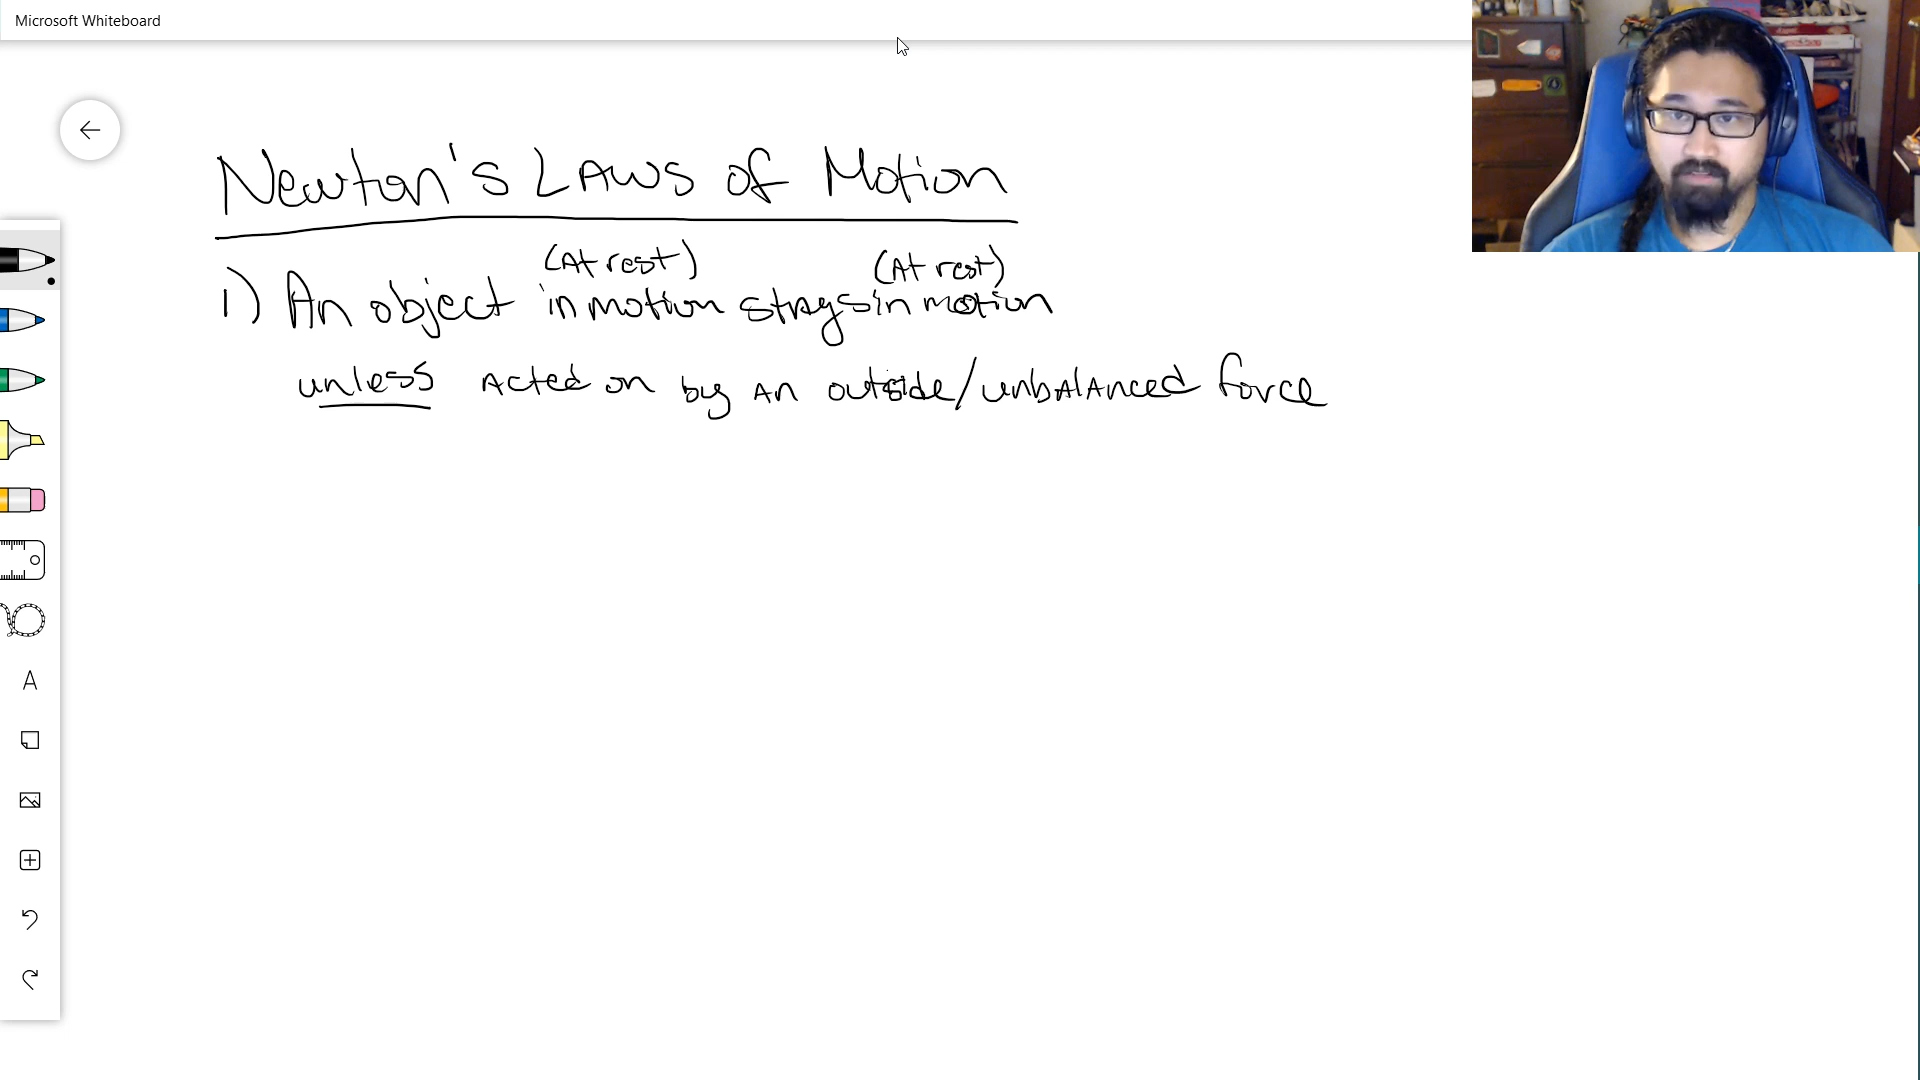 Microsoft Whiteboard
Newton's LAWS of Motion
(At rest) (At rest)
1) An object in motion stays in motion
unless acted on by an outside/unbalanced force
A